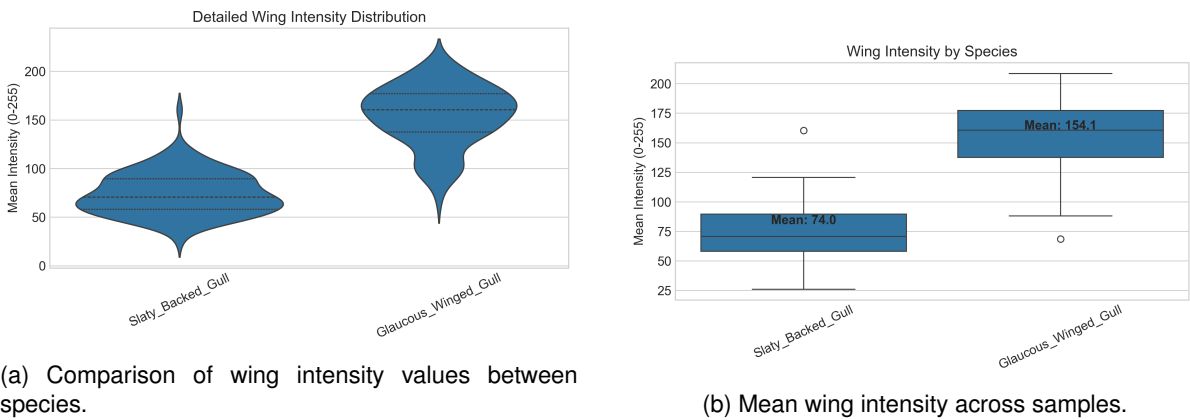 Detailed Wing Intensity Distribution
Mean Intensity (0-255)
200
150
100
50
0
Slaty_Backed_Gull
Glaucous_Winged_Gull
(a) Comparison of wing intensity values between
species.
Wing Intensity by Species
Mean Intensity (0-255)
200
175
150
125
100
75
50
25
Mean: 74.0
Mean: 154.1
Slaty_Backed_Gull
Glaucous_Winged_Gull
(b) Mean wing intensity across samples.